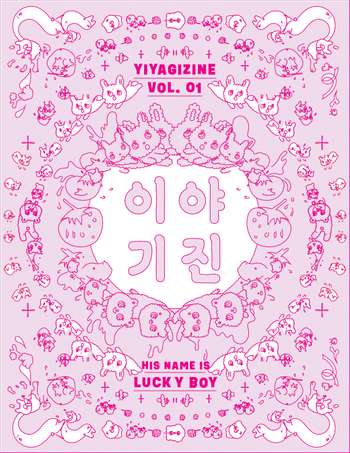 YIYAGIZINE
VOL. 01
이야
기진
HIS NAME IS
LUCKY BOY